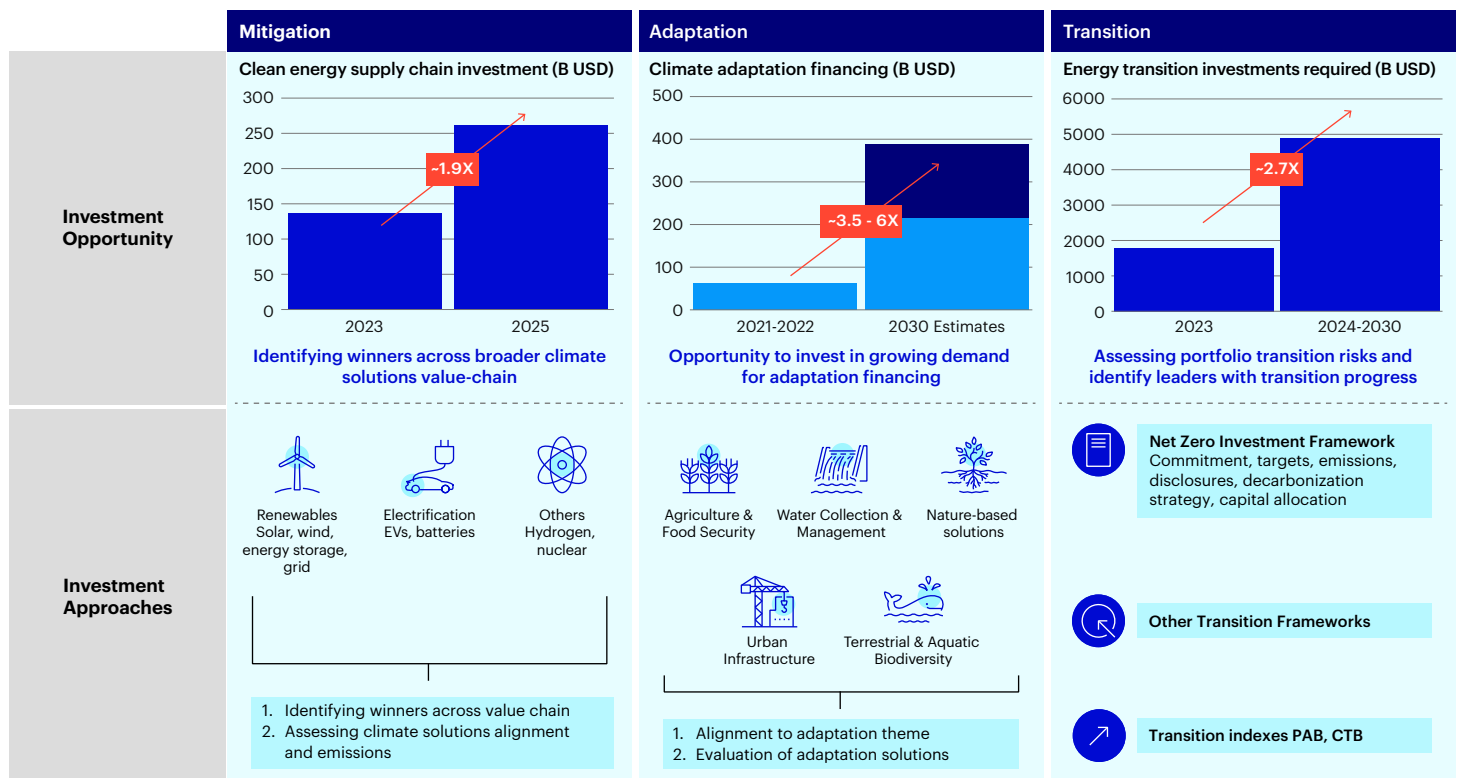 Mitigation
Adaptation
Transition
Investment
Opportunity
Clean energy supply chain investment (B USD)
300
250
200
150
100
50
0
~1.9X
2023
2025
Identifying winners across broader climate
solutions value-chain
Climate adaptation financing (B USD)
500
400
300
200
100
0
~3.5 - 6X
2021-2022
2030 Estimates
Opportunity to invest in growing demand
for adaptation financing
Energy transition investments required (B USD)
6000
5000
4000
3000
2000
1000
0
~2.7X
2023
2024-2030
Assessing portfolio transition risks and
identify leaders with transition progress
Investment
Approaches
Renewables
Solar, wind,
energy storage,
grid
Electrification
EVs, batteries
Others
Hydrogen,
nuclear
1. Identifying winners across value chain
2. Assessing climate solutions alignment
and emissions
Agriculture &
Food Security
Water Collection &
Management
Nature-based
solutions
Urban
Infrastructure
Terrestrial & Aquatic
Biodiversity
1. Alignment to adaptation theme
2. Evaluation of adaptation solutions
Net Zero Investment Framework
Commitment, targets, emissions,
disclosures, decarbonization
strategy, capital allocation
Other Transition Frameworks
Transition indexes PAB, CTB